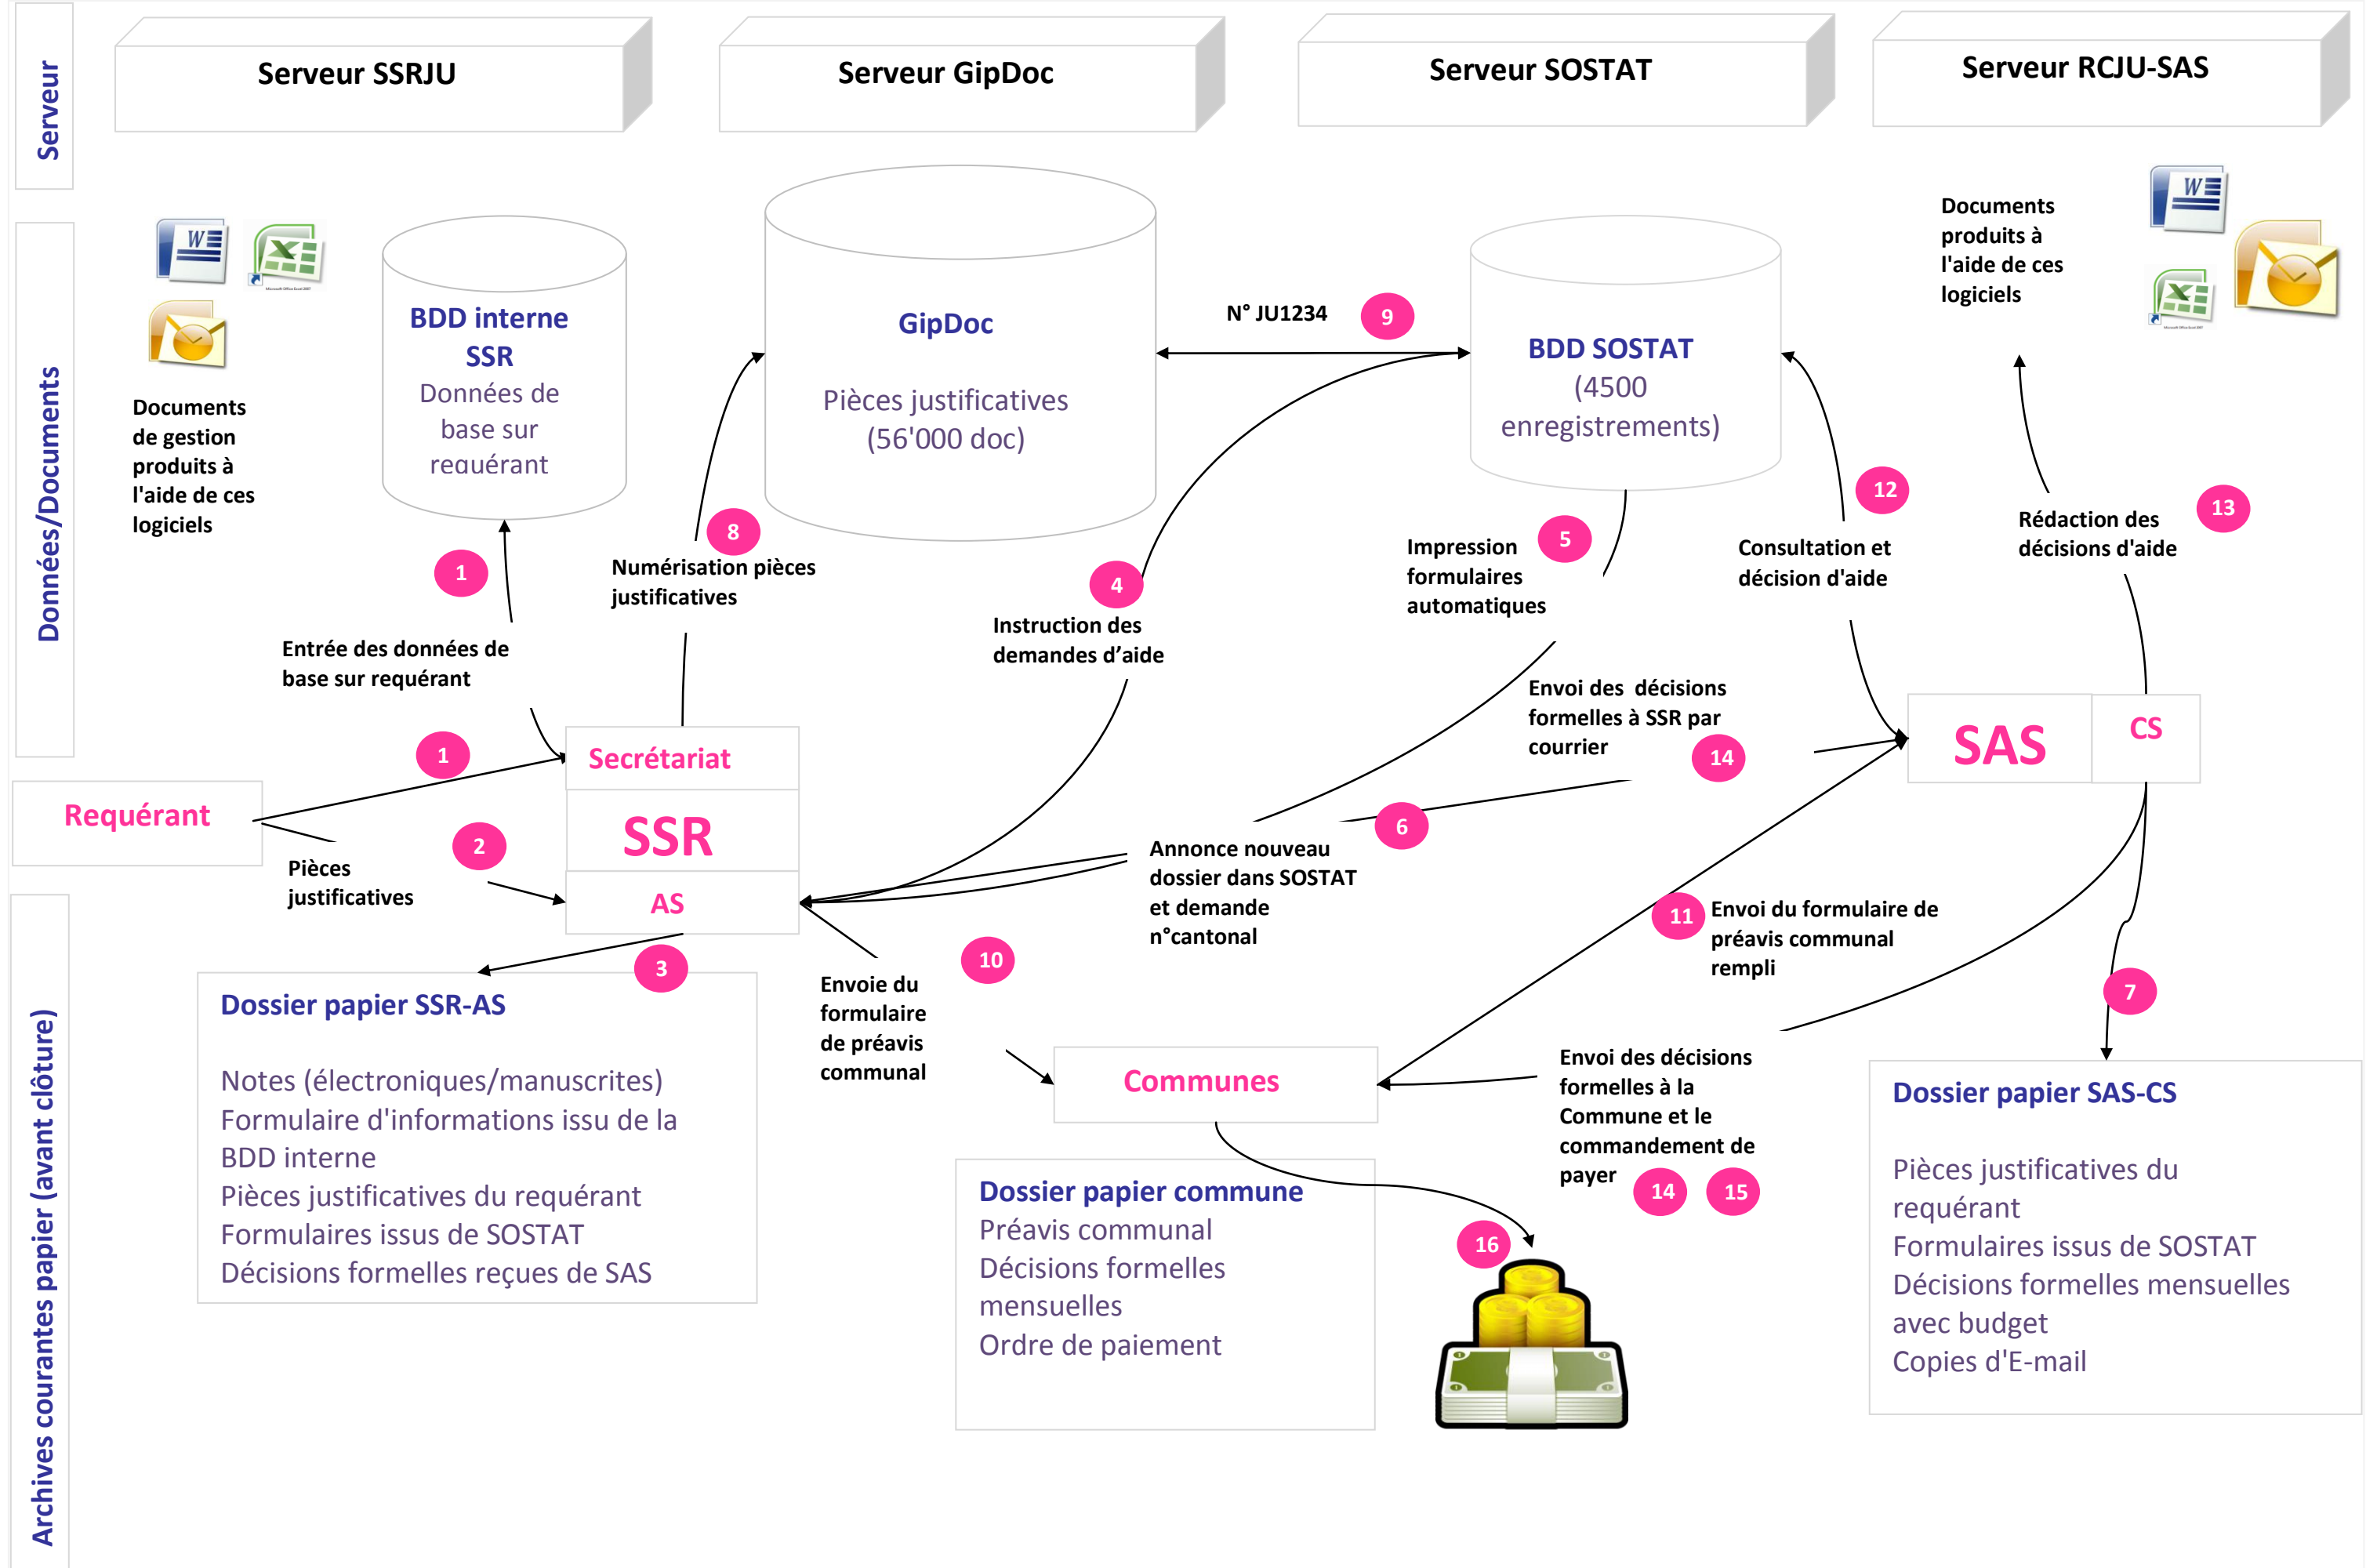 Serveur
Serveur SSRJU
Serveur GipDoc
Serveur SOSTAT
Serveur RCJU-SAS
Données/Documents
W
X
Documents
de gestion
produits à
l'aide de ces
logiciels
BDD interne
SSR
Données de
base sur
requérant
GipDoc
Pièces justificatives
(56'000 doc)
N° JU1234
9
BDD SOSTAT
(4500
enregistrements)
Documents
produits à
l'aide de ces
logiciels
W
X
1
Entrée des données de
base sur requérant
8
Numérisation pièces
justificatives
4
Instruction des
demandes d’aide
5
Impression
formulaires
automatiques
12
Consultation et
décision d'aide
13
Rédaction des
décisions d'aide
Envoi des  décisions
formelles à SSR par
courrier
14
1
Requérant
2
Pièces
justificatives
Secrétariat
SSR
AS
SAS
CS
6
Annonce nouveau
dossier dans SOSTAT
et demande
n°cantonal
3
10
Envoie du
formulaire
de préavis
communal
11
Envoi du formulaire de
préavis communal
rempli
7
Archives courantes papier (avant clôture)
Dossier papier SSR-AS
Notes (électroniques/manuscrites)
Formulaire d'informations issu de la
BDD interne
Pièces justificatives du requérant
Formulaires issus de SOSTAT
Décisions formelles reçues de SAS
Communes
Envoi des décisions
formelles à la
Commune et le
commandement de
payer
14
15
Dossier papier commune
Préavis communal
Décisions formelles
mensuelles
Ordre de paiement
16
Dossier papier SAS-CS
Pièces justificatives du
requérant
Formulaires issus de SOSTAT
Décisions formelles mensuelles
avec budget
Copies d'E-mail